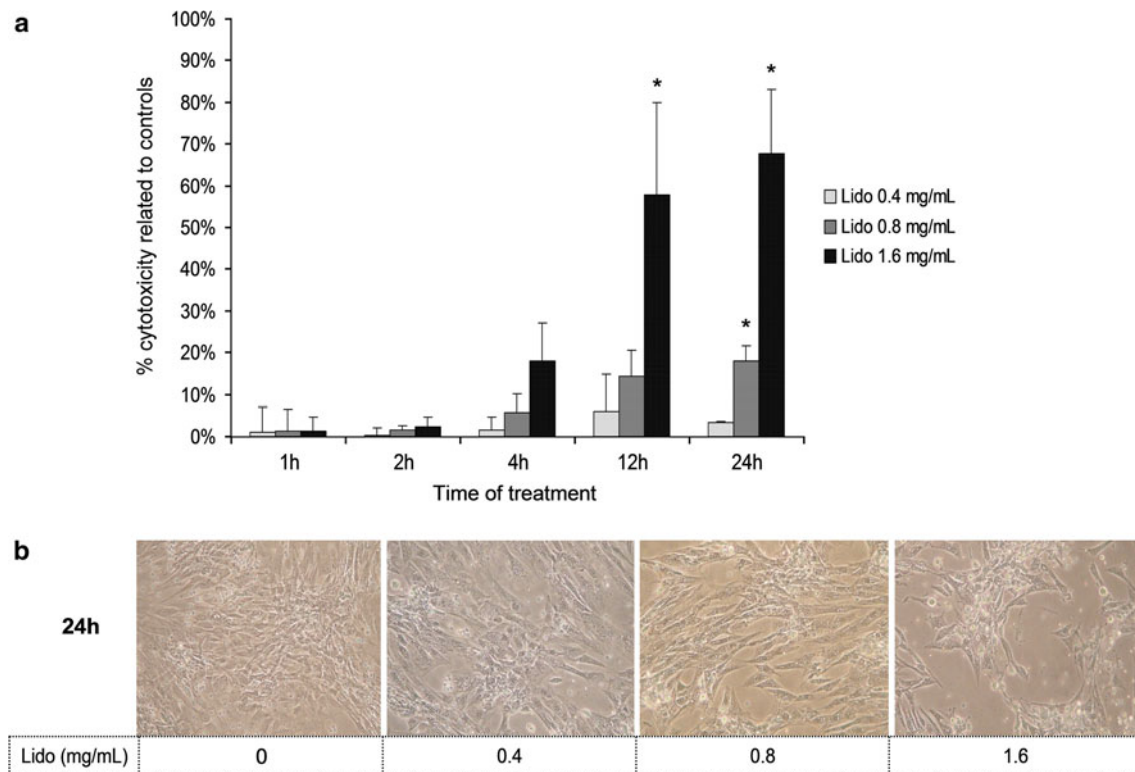 a
100%
90%
80%
70%
60%
50%
40%
30%
20%
10%
0%
% cytotoxicity related to controls
*
*
*
1h 2h 4h 12h 24h
Time of treatment
Lido 0.4 mg/mL
Lido 0.8 mg/mL
Lido 1.6 mg/mL
b
24h
Lido (mg/mL) 0 0.4 0.8 1.6